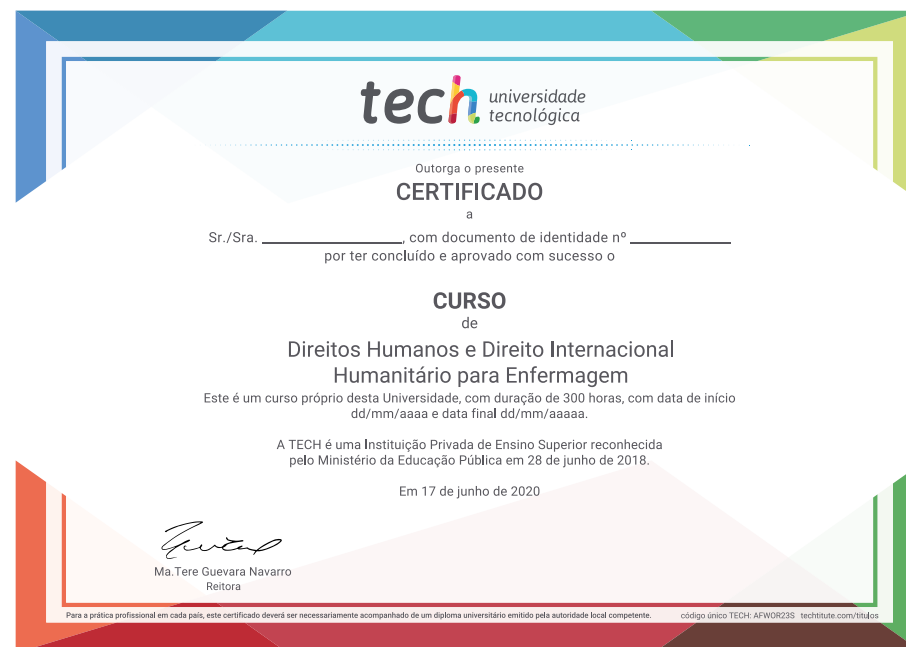 tech universidade
tecnológica
Outorga o presente
CERTIFICADO
a
Sr./Sra. ____________________, com documento de identidade nº ______________
por ter concluído e aprovado com sucesso o
CURSO
de
Direitos Humanos e Direito Internacional
Humanitário para Enfermagem
Este é um curso próprio desta Universidade, com duração de 300 horas, com data de início
dd/mm/aaaa e data final dd/mm/aaaaa.
A TECH é uma Instituição Privada de Ensino Superior reconhecida
pelo Ministério da Educação Pública em 28 de junho de 2018.
Em 17 de junho de 2020
Ma.Tere Guevara Navarro
Reitora
Para a prática profissional em cada país, este certificado deverá ser necessariamente acompanhado de um diploma universitário emitido pela autoridade local competente. código único TECH: AFWOR23S techtitute.com/titulos